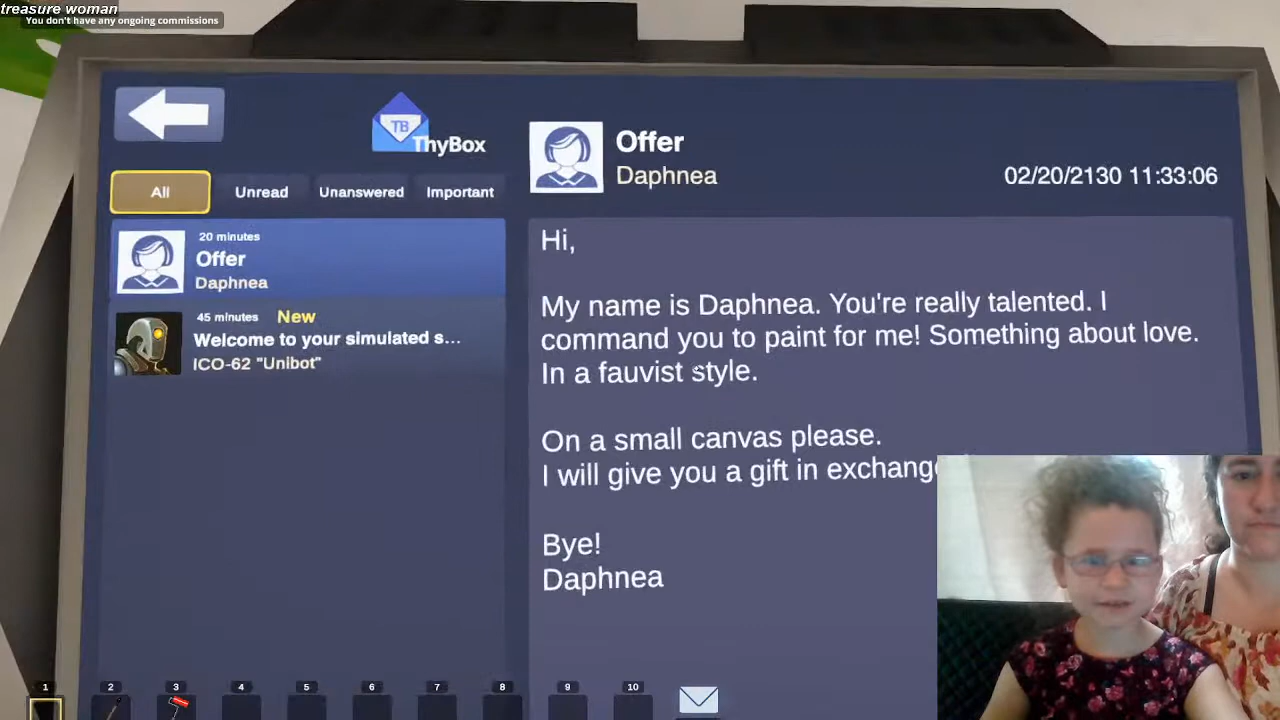 treasure woman
You don't have any ongoing commissions
TB
ThyBox
All
Unread
Unanswered
Important
20 minutes
Offer
Daphnea
45 minutes New
Welcome to your simulated s...
ICO-62 "Unibot"
Offer
Daphnea
02/20/2130 11:33:06
Hi,
My name is Daphnea. You're really talented. I
command you to paint for me! Something about love.
In a fauvist style.
On a small canvas please.
I will give you a gift in exchange
Bye!
Daphnea
1
2
3
4
5
6
7
8
9
10